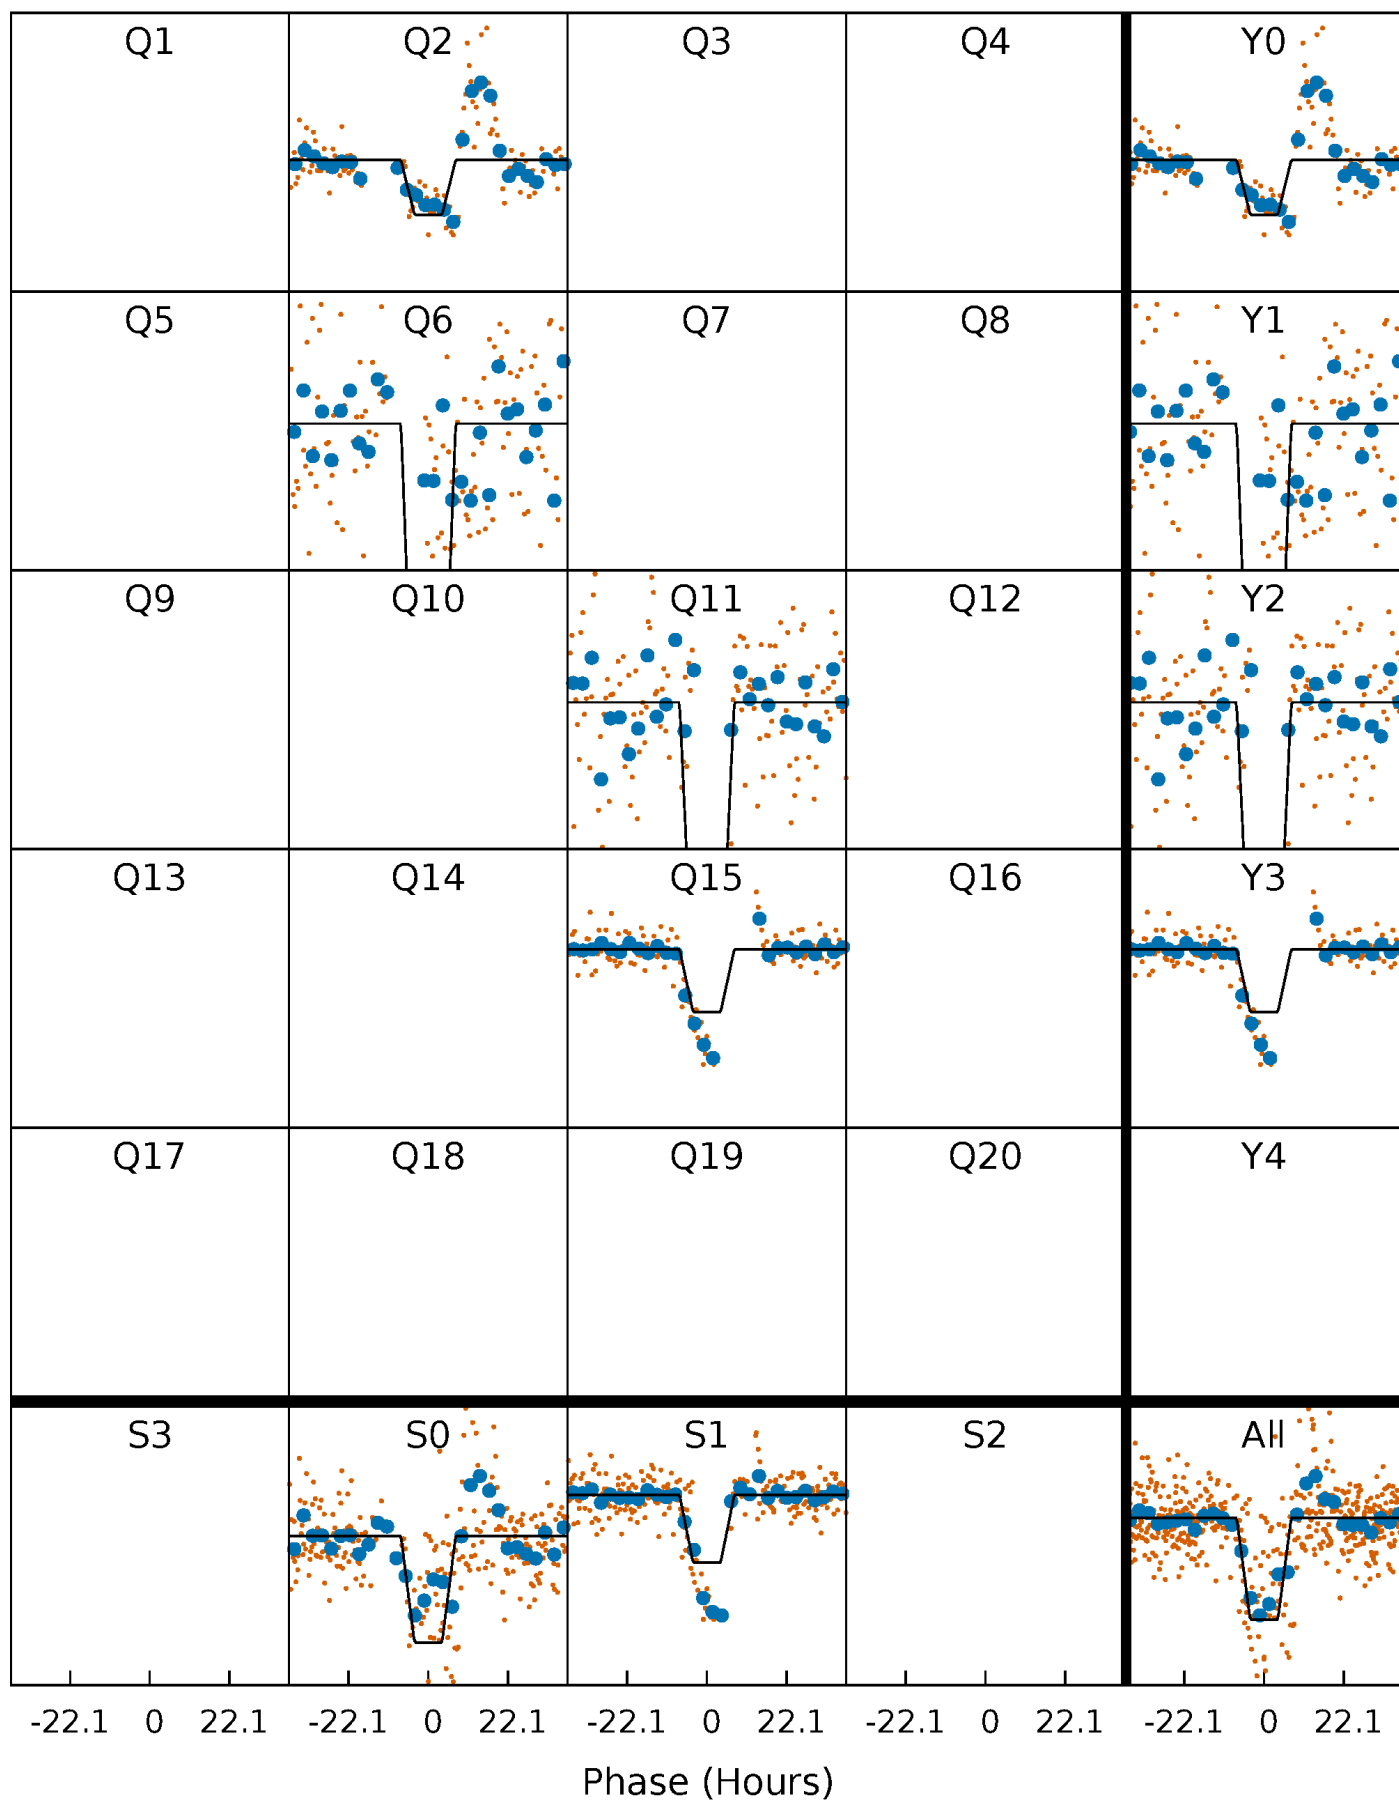 Q1 Q2 Q3 Q4 Y0
Q5 Q6 Q7 Q8 Y1
Q9 Q10 Q11 Q12 Y2
Q13 Q14 Q15 Q16 Y3
Q17 Q18 Q19 Q20 Y4
S3 S0 S1 S2 All
-22.1 0 22.1 -22.1 0 22.1 -22.1 0 22.1 -22.1 0 22.1 -22.1 0 22.1
Phase (Hours)